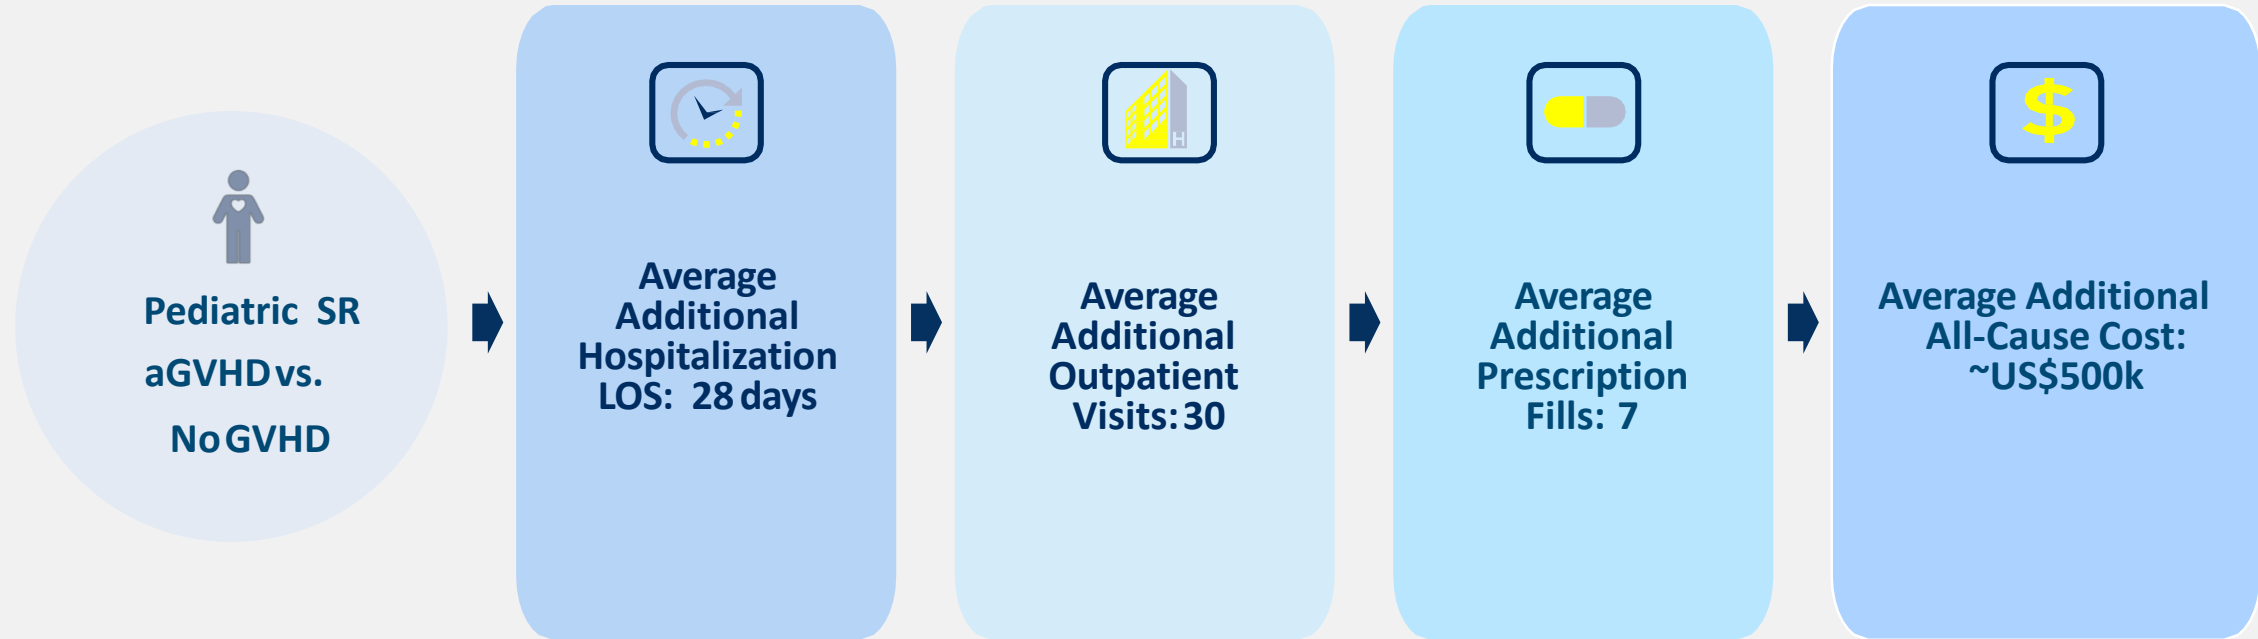 Pediatric SR
aGVHD vs.
No GVHD
Average
Additional
Hospitalization
LOS: 28 days
H
Average
Additional
Outpatient
Visits: 30
Average
Additional
Prescription
Fills: 7
$
Average Additional
All-Cause Cost:
~US$500k